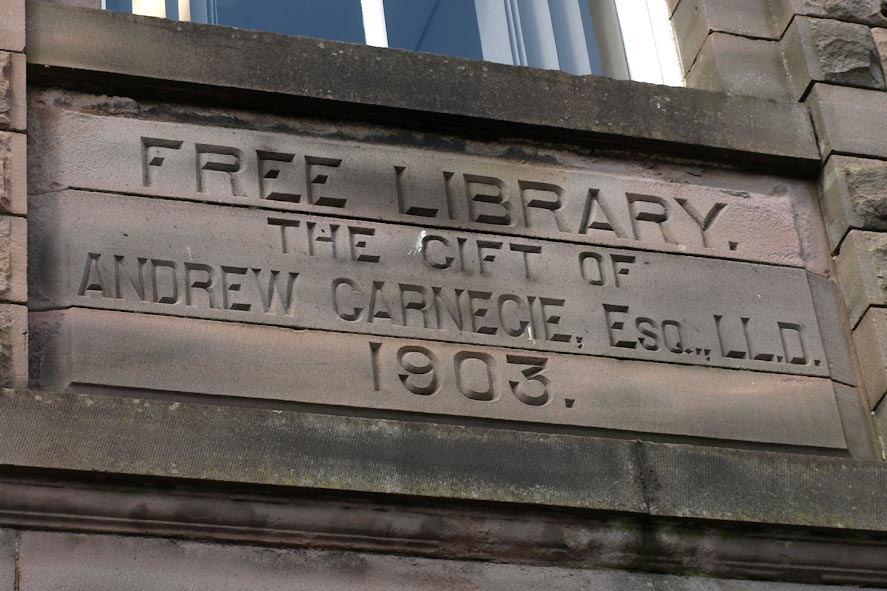 FREE LIBRARY.
THE GIFT OF
ANDREW CARNEGIE, ESQ., LL.D.
1903.